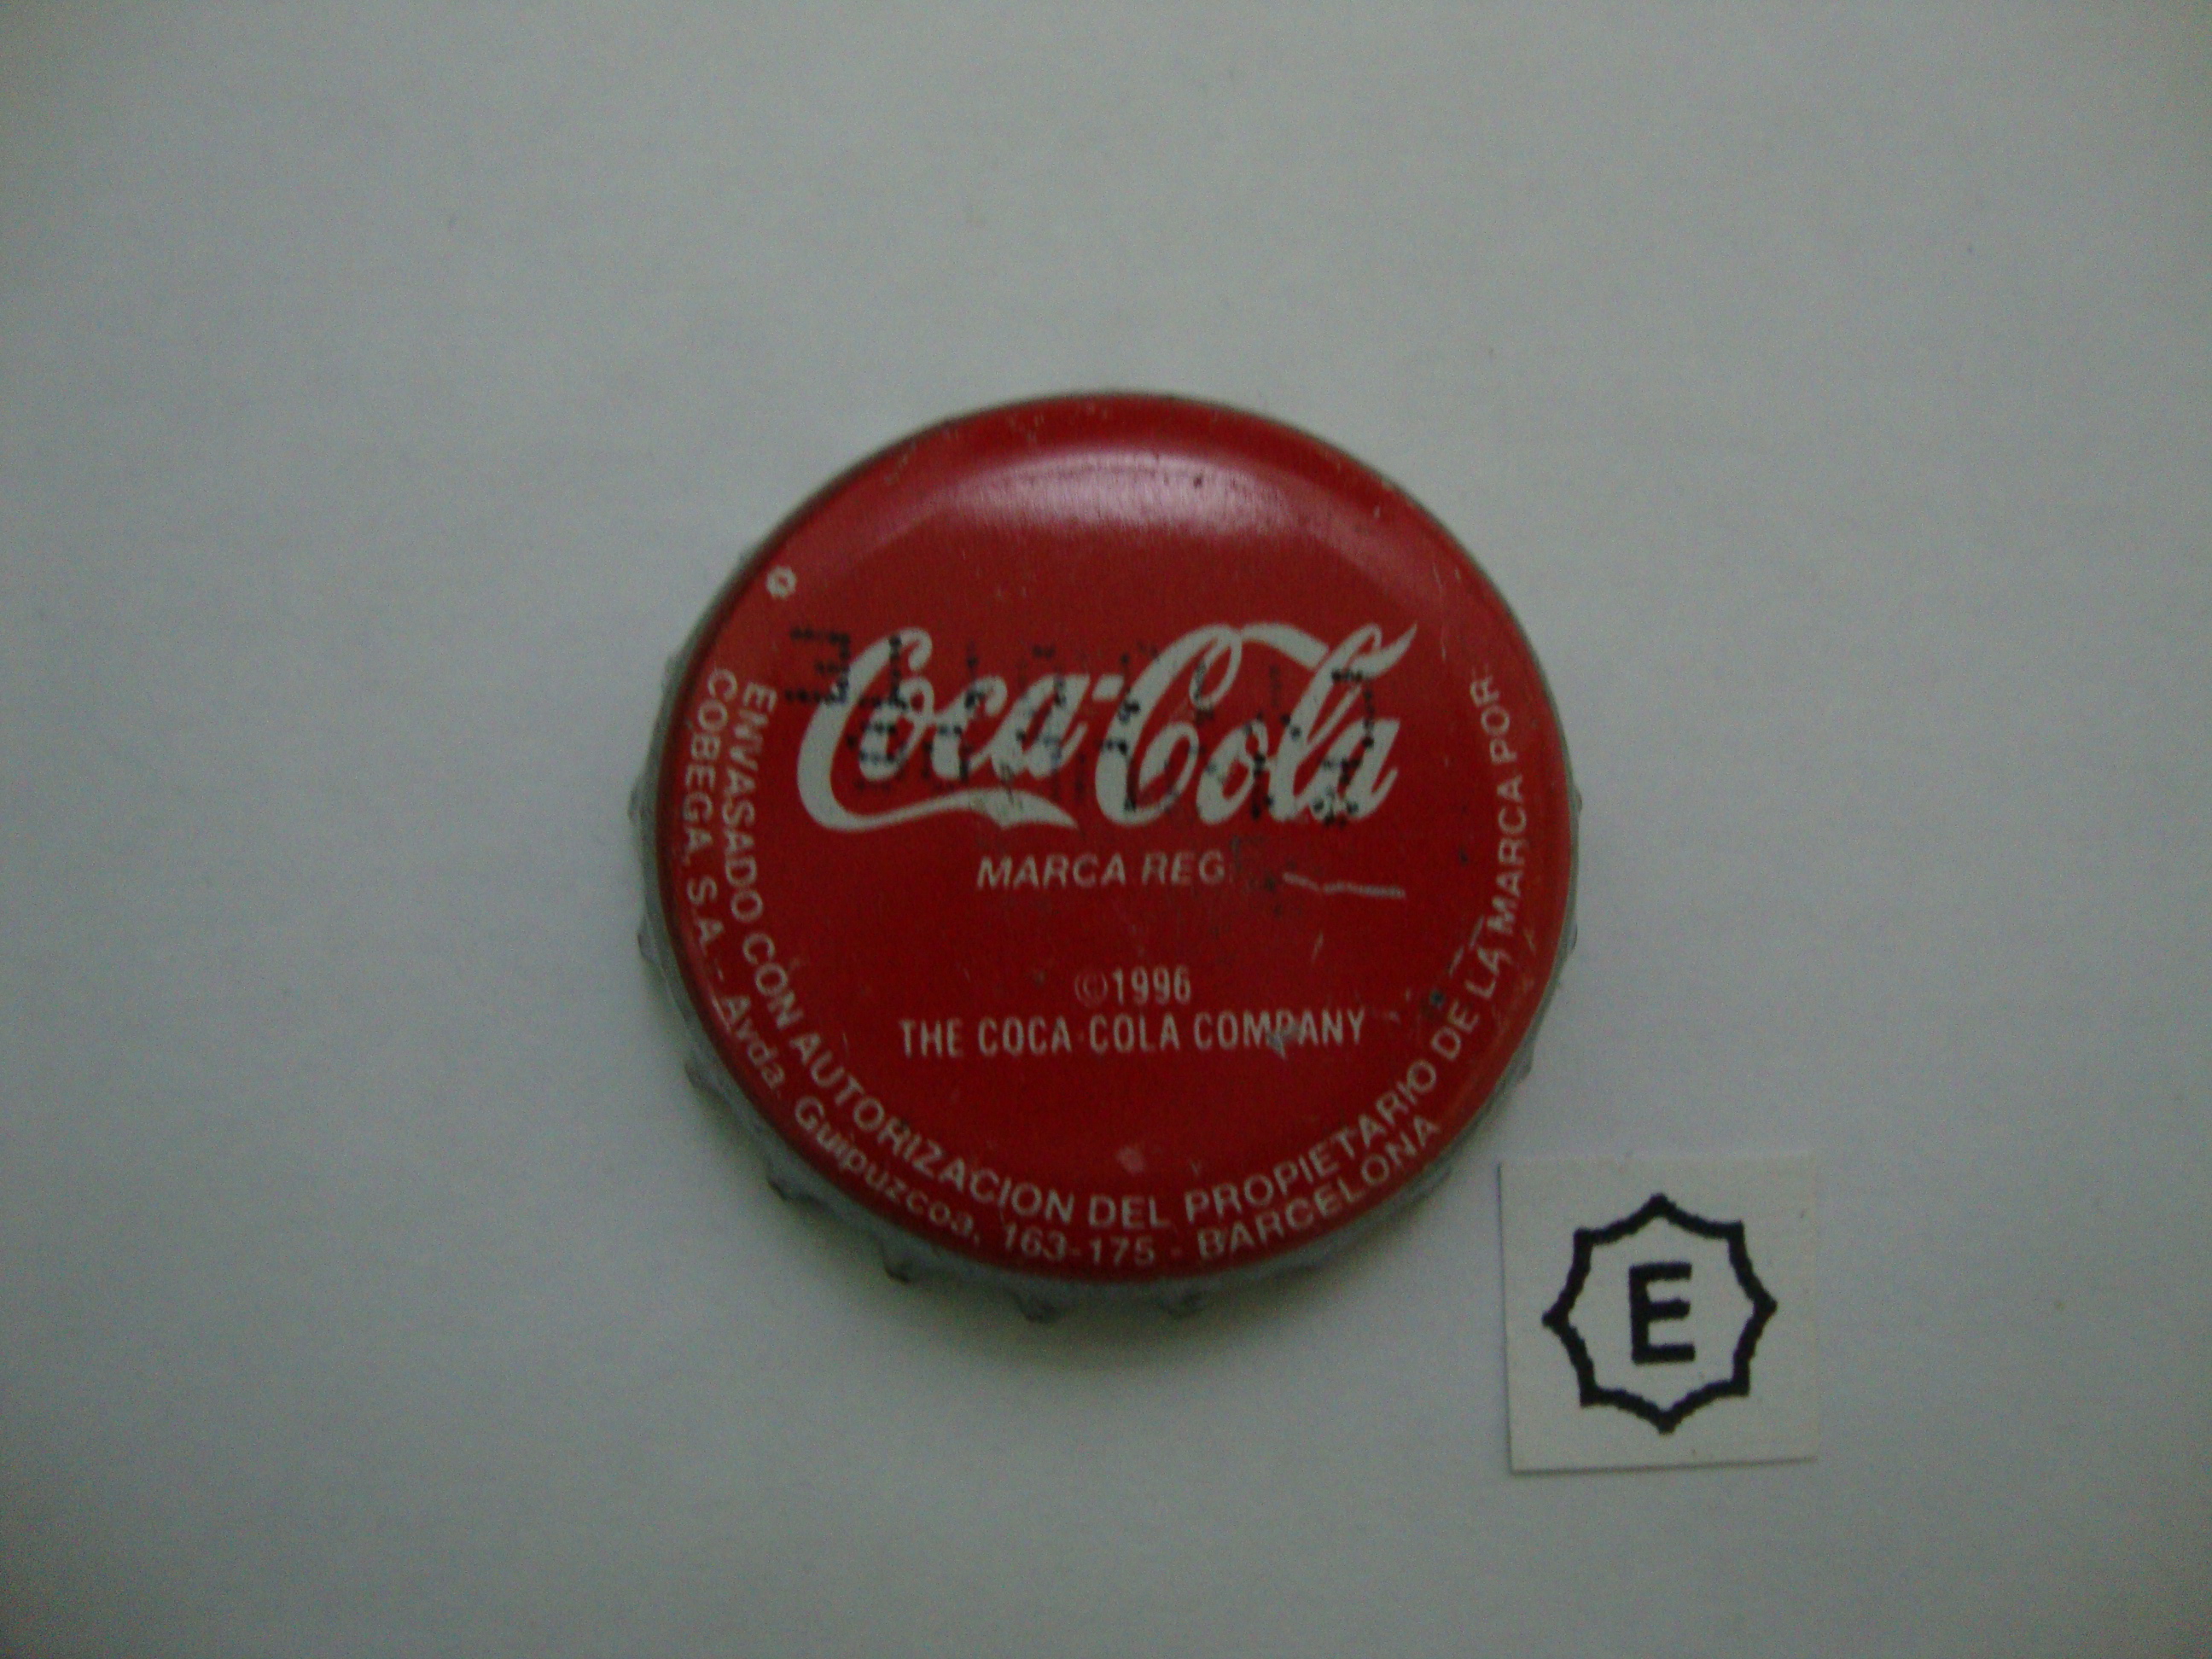 Coca-Cola
MARCA REG.
©1996
THE COCA-COLA COMPANY
ENVASADO CON AUTORIZACION DEL PROPIETARIO DE LA MARCA POR:
COBEGA, S.A. - Avda. Guipuzcoa, 163-175 - BARCELONA
E